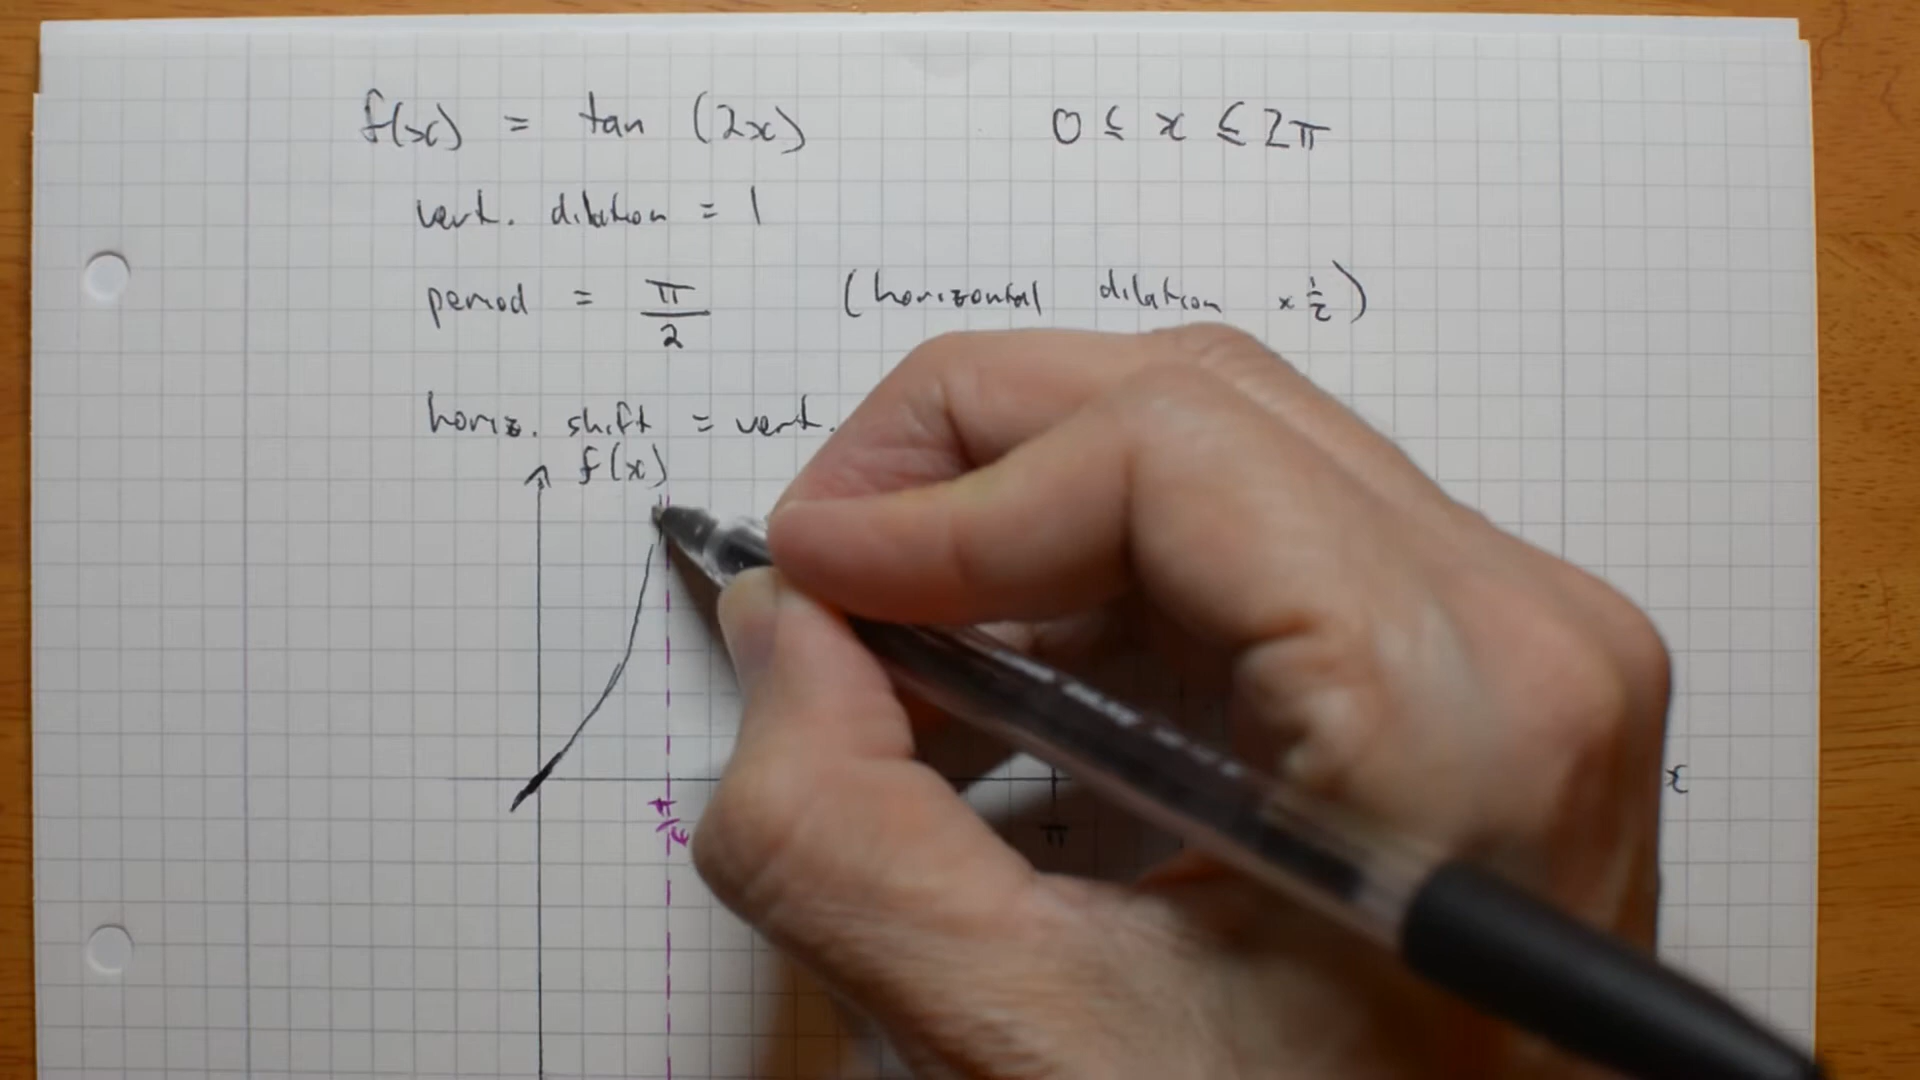 f(x) = tan (2x) 0 ≤ x ≤ 2π
vert. dilation = 1
period = π/2 (horizontal dilation × 1/2)
horiz. shift = vert.
f(x)
x
π/4
π